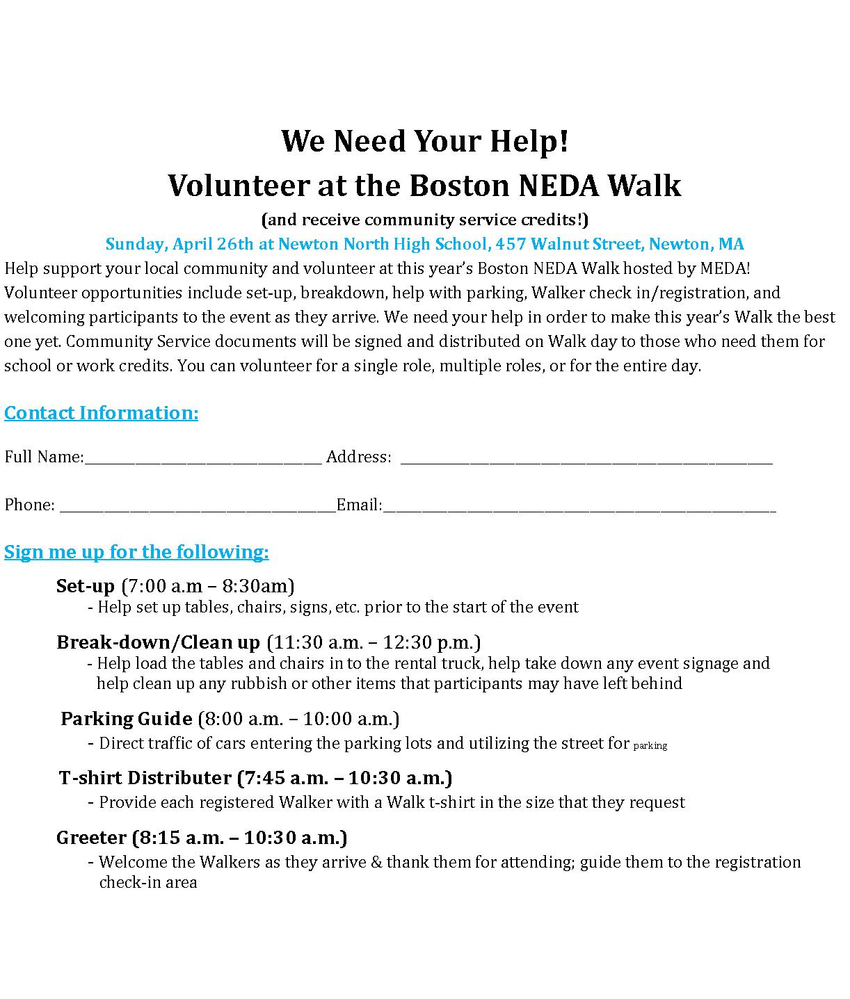 We Need Your Help!
Volunteer at the Boston NEDA Walk
(and receive community service credits!)
Sunday, April 26th at Newton North High School, 457 Walnut Street, Newton, MA
Help support your local community and volunteer at this year’s Boston NEDA Walk hosted by MEDA!
Volunteer opportunities include set-up, breakdown, help with parking, Walker check in/registration, and
welcoming participants to the event as they arrive. We need your help in order to make this year’s Walk the best
one yet. Community Service documents will be signed and distributed on Walk day to those who need them for
school or work credits. You can volunteer for a single role, multiple roles, or for the entire day.
Contact Information:
Full Name:____________________________ Address: ____________________________________________
Phone: ________________________________Email:______________________________________________
Sign me up for the following:
Set-up (7:00 a.m – 8:30am)
- Help set up tables, chairs, signs, etc. prior to the start of the event
Break-down/Clean up (11:30 a.m. – 12:30 p.m.)
- Help load the tables and chairs in to the rental truck, help take down any event signage and
help clean up any rubbish or other items that participants may have left behind
Parking Guide (8:00 a.m. – 10:00 a.m.)
- Direct traffic of cars entering the parking lots and utilizing the street for parking
T-shirt Distributer (7:45 a.m. – 10:30 a.m.)
- Provide each registered Walker with a Walk t-shirt in the size that they request
Greeter (8:15 a.m. – 10:30 a.m.)
- Welcome the Walkers as they arrive & thank them for attending; guide them to the registration
check-in area